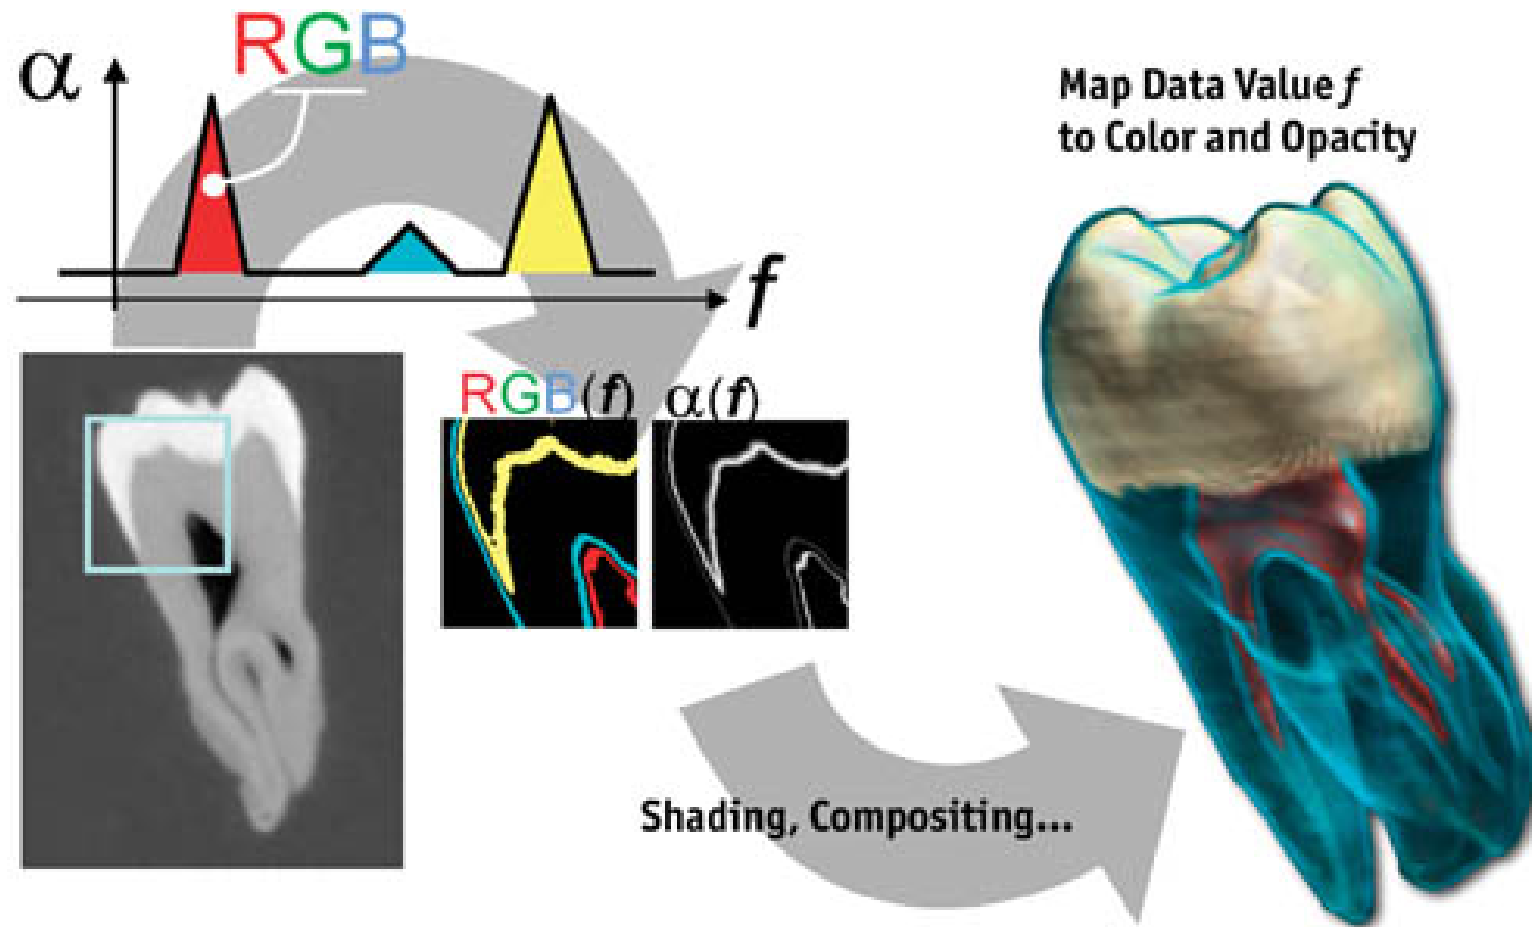 RGB
α
f
Map Data Value f
to Color and Opacity
RGB(f) α(f)
Shading, Compositing...